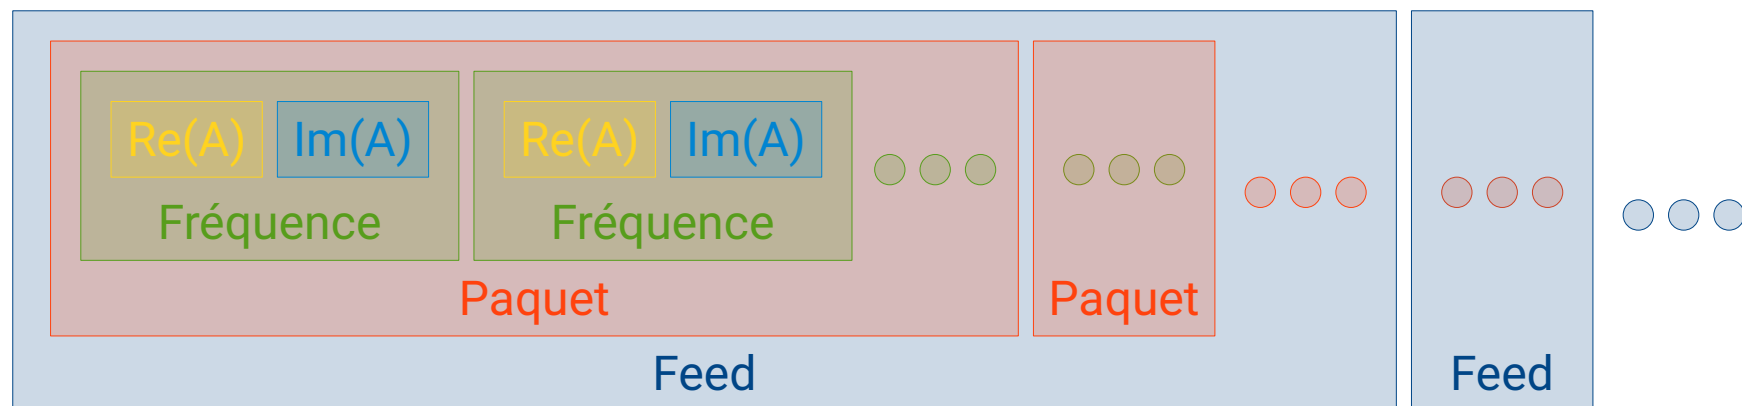 Re(A) Im(A) Re(A) Im(A)
Fréquence Fréquence
Paquet Paquet
Feed Feed